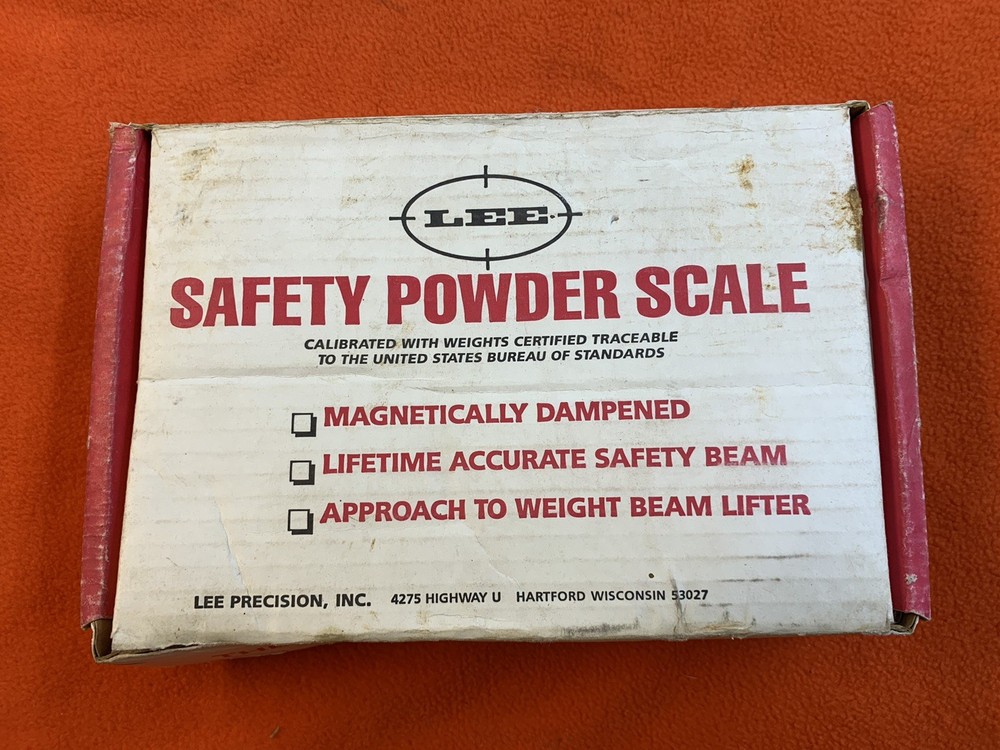 LEE
SAFETY POWDER SCALE
CALIBRATED WITH WEIGHTS CERTIFIED TRACEABLE
TO THE UNITED STATES BUREAU OF STANDARDS
MAGNETICALLY DAMPENED
LIFETIME ACCURATE SAFETY BEAM
APPROACH TO WEIGHT BEAM LIFTER
LEE PRECISION, INC. 4275 HIGHWAY U HARTFORD WISCONSIN 53027